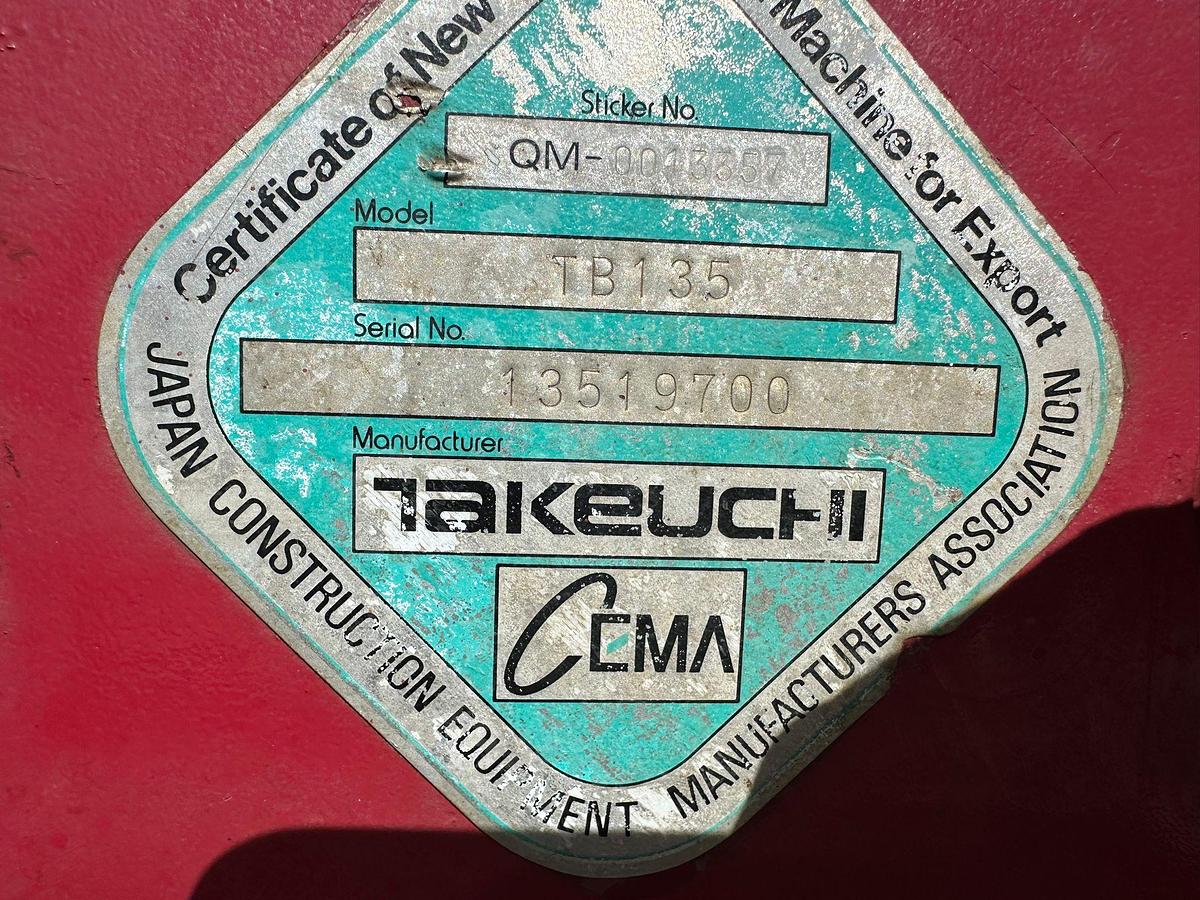 Certificate of New
Machine for Export
Sticker No.
QM-
Model
TB135
Serial No.
13519700
Manufacturer
TAKEUCHI
CEMA
JAPAN CONSTRUCTION EQUIPMENT MANUFACTURERS ASSOCIATION